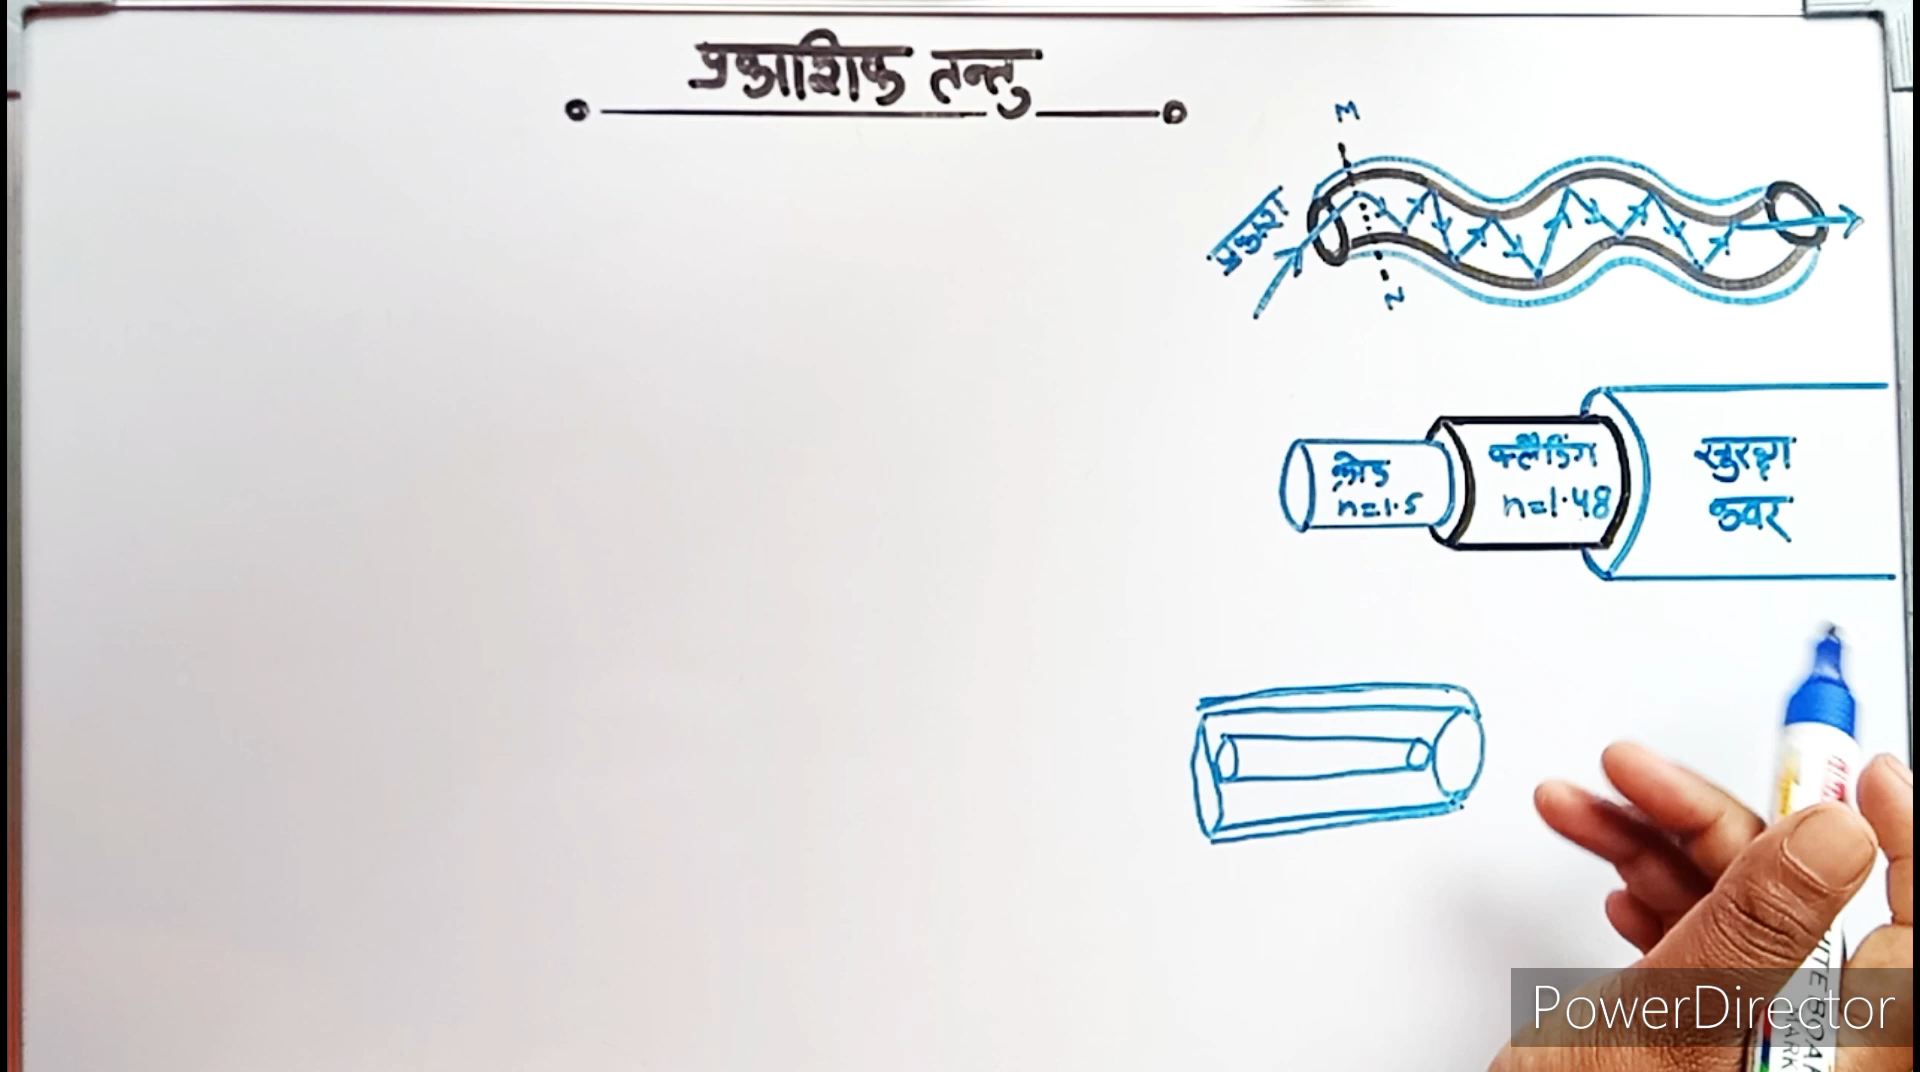 प्रकाशिक तन्तु
M
प्रकाश
N
क्रोड
n=1.5
क्लैडिंग
n=1.48
सुरक्षा
कवर
PowerDirector